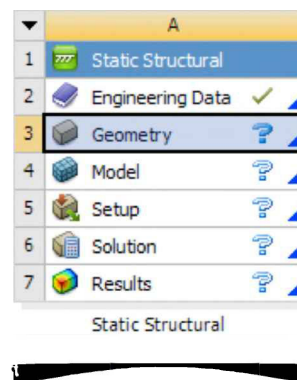 A
1 Static Structural
2 Engineering Data
3 Geometry ?
4 Model ?
5 Setup ?
6 Solution ?
7 Results ?
Static Structural